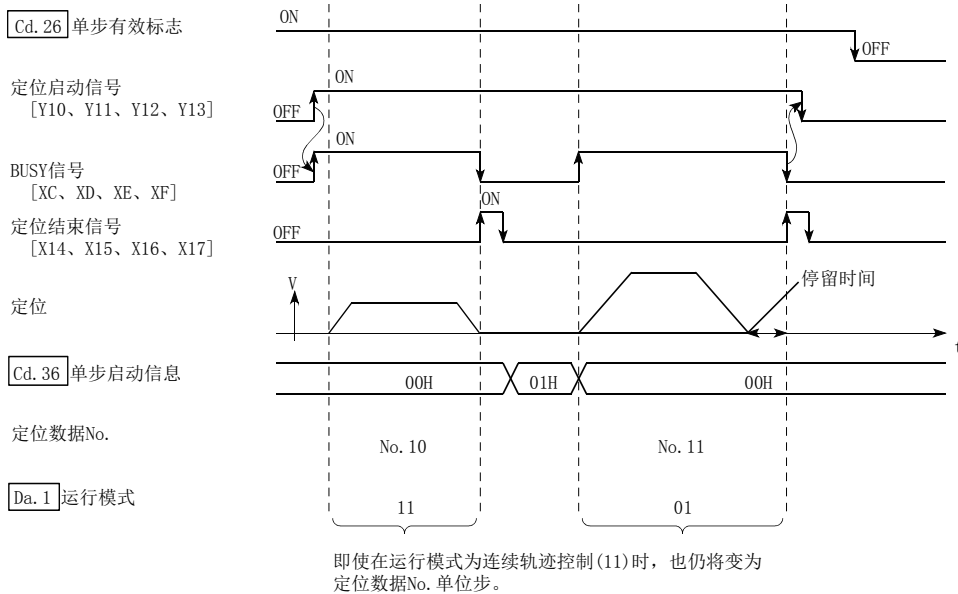 ON
Cd.26 单步有效标志
OFF
定位启动信号
ON
[Y10、Y11、Y12、Y13]
OFF
ON
BUSY信号
OFF
[XC、XD、XE、XF]
ON
定位结束信号
OFF
[X14、X15、X16、X17]
停留时间
V
定位
t
Cd.36 单步启动信息
00H
01H
00H
定位数据No.
No.10
No.11
Da.1 运行模式
11
01
即使在运行模式为连续轨迹控制(11)时，也仍将变为
定位数据No.单位步。